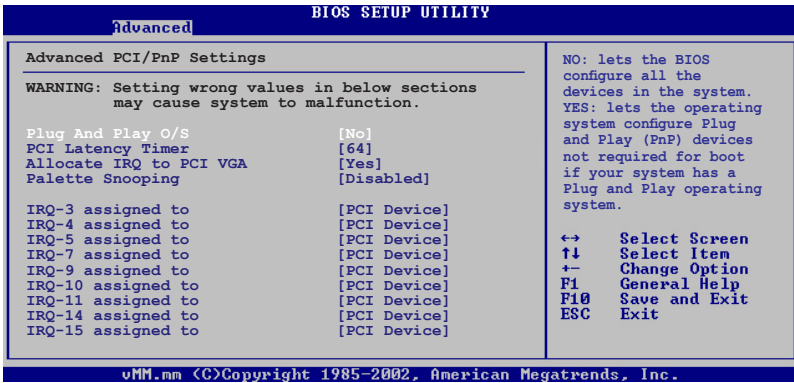 BIOS SETUP UTILITY
Advanced
Advanced PCI/PnP Settings
WARNING: Setting wrong values in below sections
may cause system to malfunction.
Plug And Play O/S [No]
PCI Latency Timer [64]
Allocate IRQ to PCI VGA [Yes]
Palette Snooping [Disabled]
IRQ-3 assigned to [PCI Device]
IRQ-4 assigned to [PCI Device]
IRQ-5 assigned to [PCI Device]
IRQ-7 assigned to [PCI Device]
IRQ-9 assigned to [PCI Device]
IRQ-10 assigned to [PCI Device]
IRQ-11 assigned to [PCI Device]
IRQ-14 assigned to [PCI Device]
IRQ-15 assigned to [PCI Device]
NO: lets the BIOS
configure all the
devices in the system.
YES: lets the operating
system configure Plug
and Play (PnP) devices
not required for boot
if your system has a
Plug and Play operating
system.
←→ Select Screen
↑↓ Select Item
+- Change Option
F1 General Help
F10 Save and Exit
ESC Exit
vMM.mm (C)Copyright 1985-2002, American Megatrends, Inc.